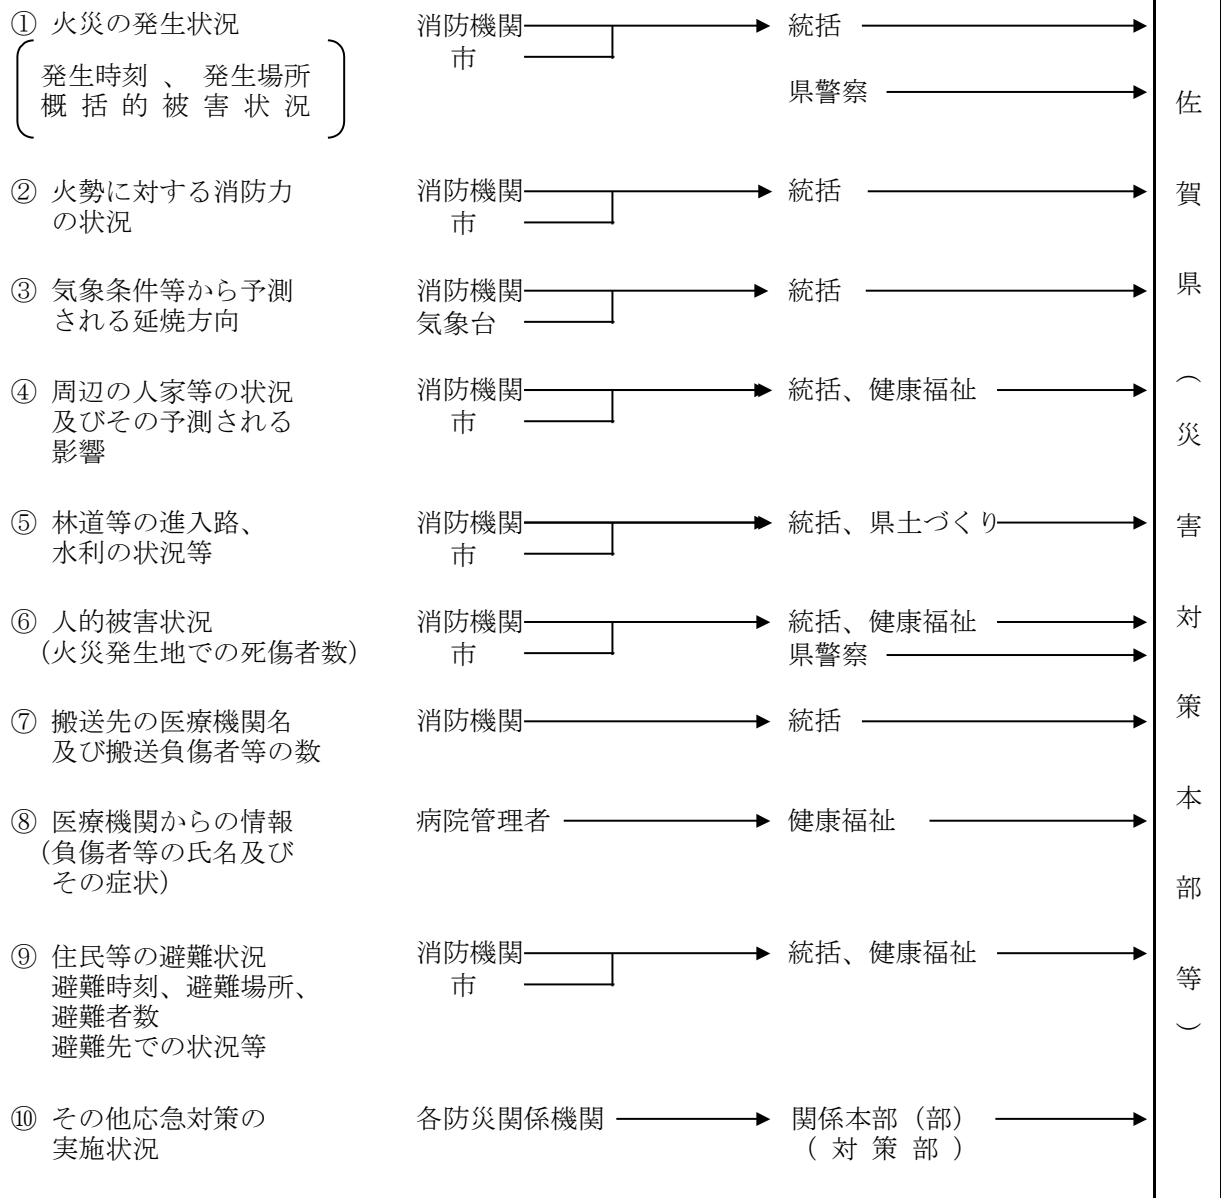 ① 火災の発生状況 消防機関 統括
市
発生時刻 、 発生場所
概 括 的 被 害 状 況
県警察
② 火勢に対する消防力 消防機関 統括
の状況 市
③ 気象条件等から予測 消防機関 統括
される延焼方向 気象台
④ 周辺の人家等の状況 消防機関 統括、健康福祉
及びその予測される 市
影響
⑤ 林道等の進入路、 消防機関 統括、県土づくり
水利の状況等 市
⑥ 人的被害状況 消防機関 統括、健康福祉
(火災発生地での死傷者数) 市 県警察
⑦ 搬送先の医療機関名 消防機関 統括
及び搬送負傷者等の数
⑧ 医療機関からの情報 病院管理者 健康福祉
(負傷者等の氏名及び
その症状)
⑨ 住民等の避難状況 消防機関 統括、健康福祉
避難時刻、避難場所、 市
避難者数
避難先での状況等
⑩ その他応急対策の 各防災関係機関 関係本部(部)
実施状況 ( 対 策 部 )
佐賀県(災害対策本部等)